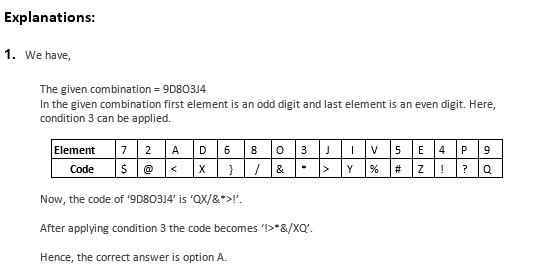 Explanations:
1. We have,
The given combination = 9D8O3J4
In the given combination first element is an odd digit and last element is an even digit. Here,
condition 3 can be applied.
Element 7 2 A D 6 8 O 3 J I V 5 E 4 P 9
Code $ @ < X } / & * > Y % # Z ! ? Q
Now, the code of '9D8O3J4' is 'QX/&*>!'.
After applying condition 3 the code becomes '!>*&/XQ'.
Hence, the correct answer is option A.